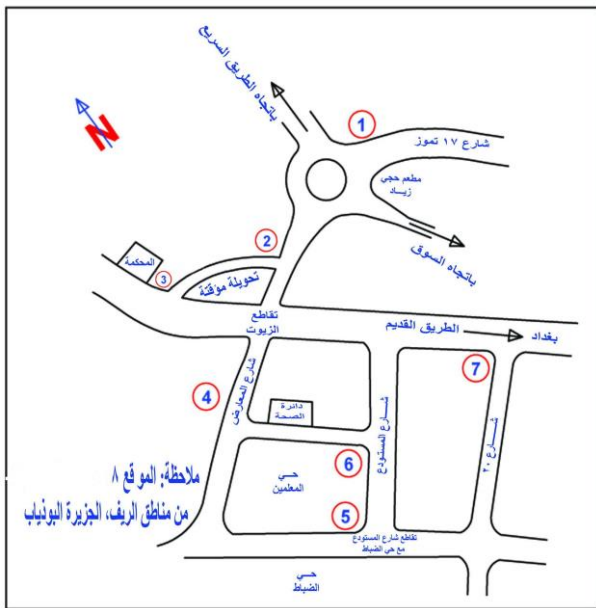 باتجاه الطريق السريع
N
1
شارع ١٧ تموز
مطعم حجي
زياد
باتجاه السوق
2
المحكمة
3
تحويلة موقتة
تقاطع
الزيوت
الطريق القديم
بغداد
شارع المعارض
4
دائرة
الصحة
شارع المستودع
7
شارع ٢٠
6
حي
المعلمين
5
ملاحظة: الموقع ٨
من مناطق الريف، الجزيرة البوذياب
تقاطع شارع المستودع
مع حي الضباط
حي
الضباط